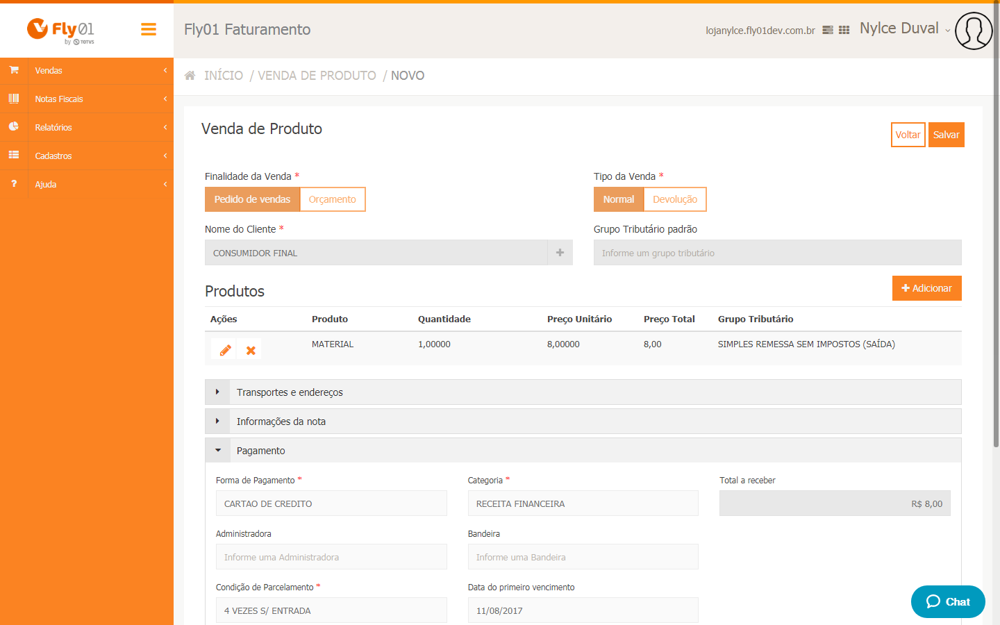 Fly01
by TOTVS
Fly01 Faturamento
lojanylce.fly01dev.com.br
Nylce Duval
Vendas
Notas Fiscais
Relatórios
Cadastros
? Ajuda
INÍCIO / VENDA DE PRODUTO / NOVO
Venda de Produto
Voltar
Salvar
Finalidade da Venda *
Tipo da Venda *
Pedido de vendas
Orçamento
Normal
Devolução
Nome do Cliente *
Grupo Tributário padrão
CONSUMIDOR FINAL
Informe um grupo tributário
Produtos
Adicionar
Ações Produto Quantidade Preço Unitário Preço Total Grupo Tributário
MATERIAL 1,00000 8,00000 8,00 SIMPLES REMESSA SEM IMPOSTOS (SAÍDA)
Transportes e endereços
Informações da nota
Pagamento
Forma de Pagamento *
Categoria *
Total a receber
CARTAO DE CREDITO
RECEITA FINANCEIRA
R$ 8,00
Administradora
Bandeira
Informe uma Administradora
Informe uma Bandeira
Condição de Parcelamento *
Data do primeiro vencimento
4 VEZES S/ ENTRADA
11/08/2017
Chat